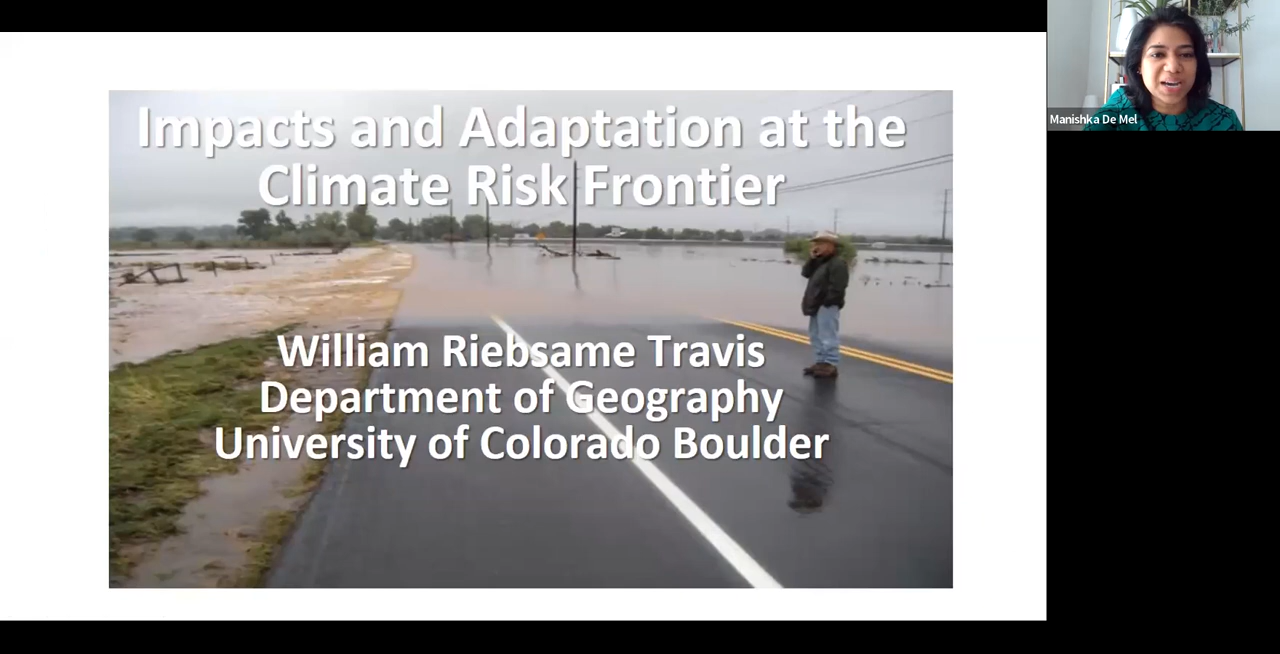 Impacts and Adaptation at the
Climate Risk Frontier
William Riebsame Travis
Department of Geography
University of Colorado Boulder
Manishka De Mel